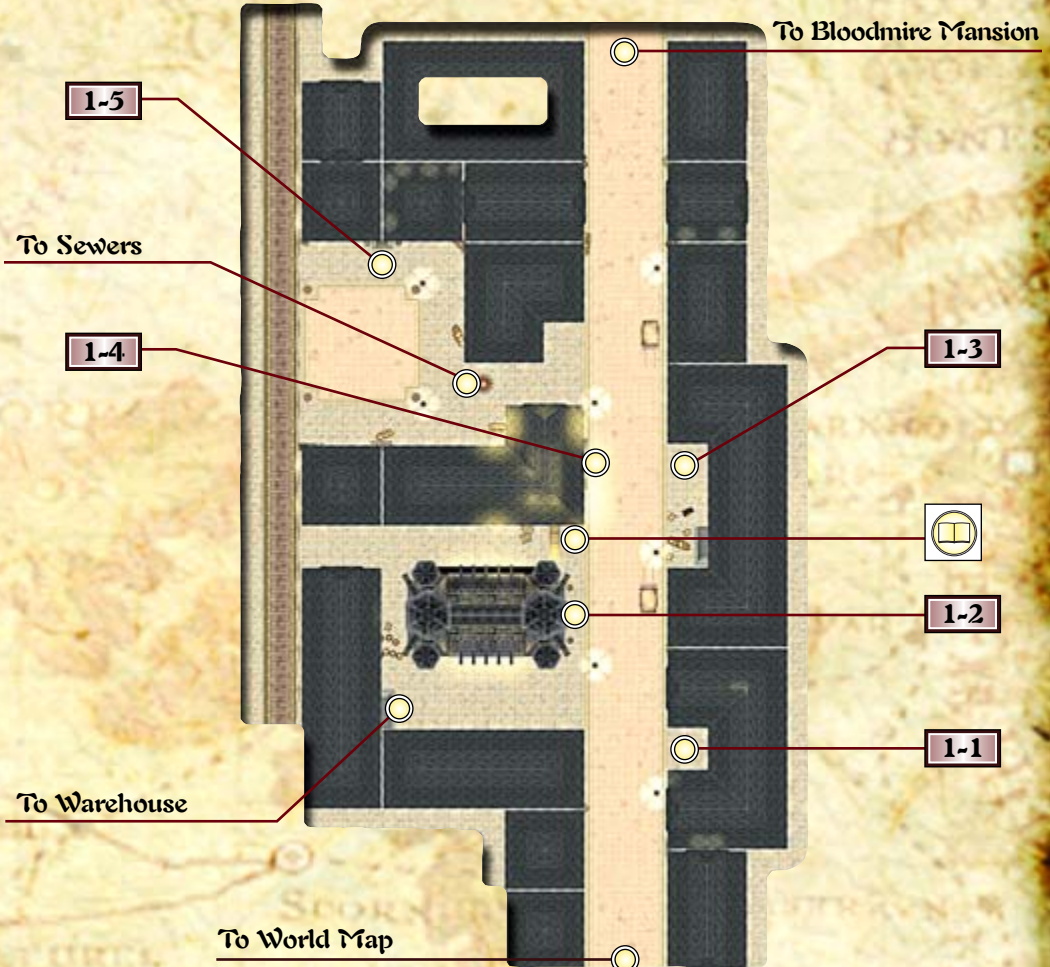 To Bloodmire Mansion
1-5
To Sewers
1-4
1-3
1-2
1-1
To Warehouse
To World Map